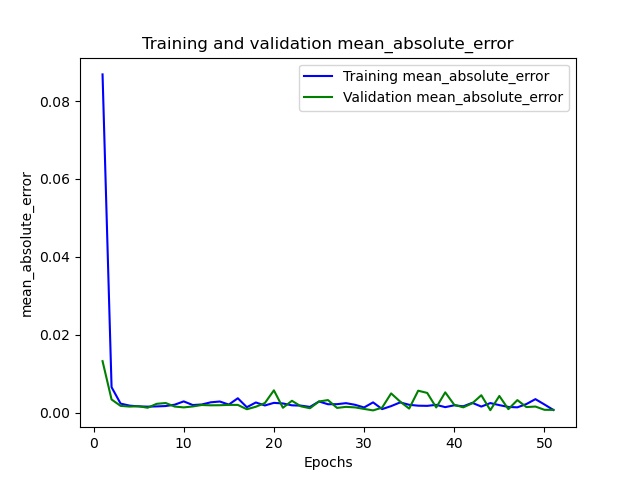 Training and validation mean_absolute_error
Training mean_absolute_error
Validation mean_absolute_error
mean_absolute_error
0.08
0.06
0.04
0.02
0.00
0 10 20 30 40 50
Epochs